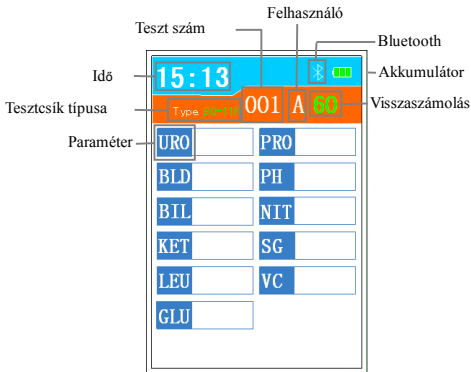 Felhasználó
Teszt szám
Bluetooth
Idő
15:13
Akkumulátor
Tesztcsík típusa
Type
001
A
60
Visszaszámolás
Paraméter
URO
PRO
BLD
PH
BIL
NIT
KET
SG
LEU
VC
GLU